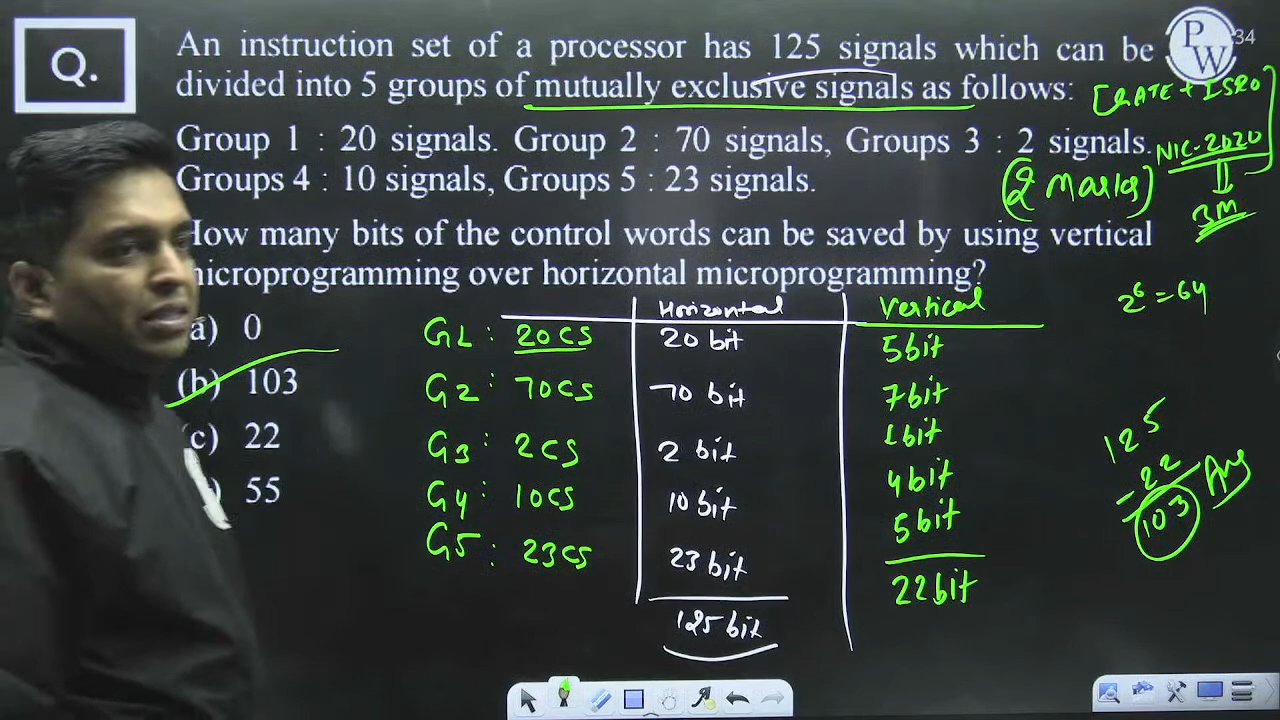 Q.
An instruction set of a processor has 125 signals which can be
divided into 5 groups of mutually exclusive signals as follows:
Group 1 : 20 signals. Group 2 : 70 signals, Groups 3 : 2 signals.
Groups 4 : 10 signals, Groups 5 : 23 signals.
How many bits of the control words can be saved by using vertical
microprogramming over horizontal microprogramming?
(a) 0
(b) 103
(c) 22
55
PW
34
[GATE + ISRO]
NIC-2020
(2 Marks)
3M
2⁶ = 64
Horizontal Vertical
G1 : 20CS 20 bit 5bit
G2 : 70CS 70 bit 7bit
G3 : 2CS 2 bit 1bit
G4 : 10CS 10 bit 4bit
G5 : 23CS 23 bit 5bit
125 bit 22bit
125
- 22
103 Ans